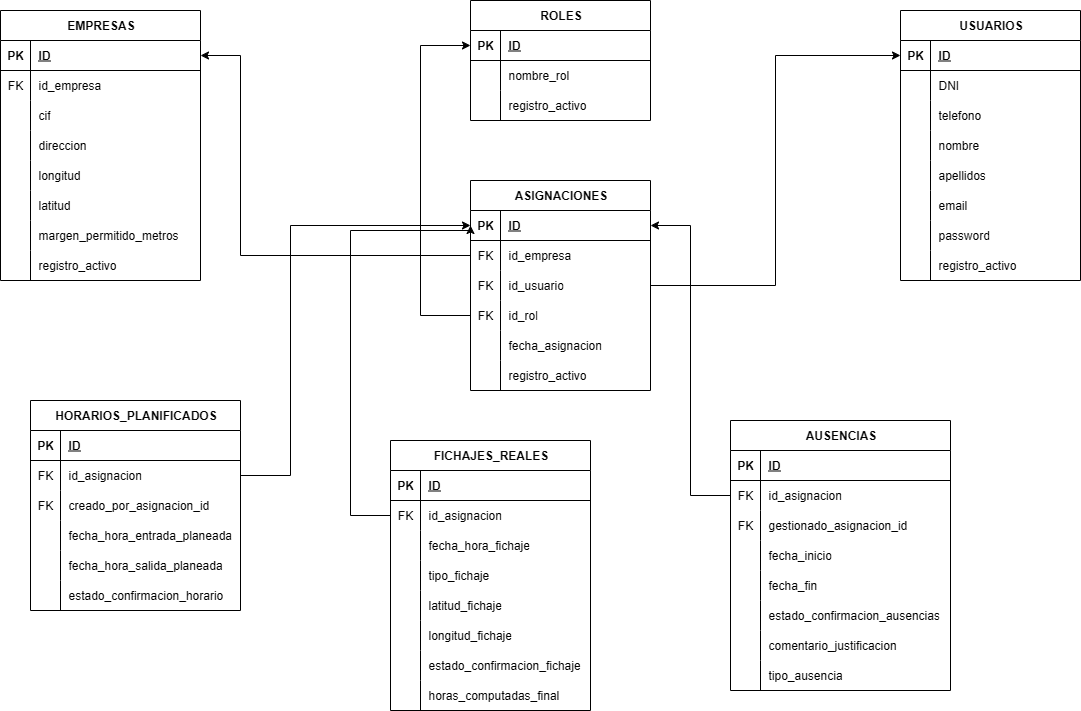 EMPRESAS
PK ID
FK id_empresa
cif
direccion
longitud
latitud
margen_permitido_metros
registro_activo
ROLES
PK ID
nombre_rol
registro_activo
USUARIOS
PK ID
DNI
telefono
nombre
apellidos
email
password
registro_activo
ASIGNACIONES
PK ID
FK id_empresa
FK id_usuario
FK id_rol
fecha_asignacion
registro_activo
HORARIOS_PLANIFICADOS
PK ID
FK id_asignacion
FK creado_por_asignacion_id
fecha_hora_entrada_planeada
fecha_hora_salida_planeada
estado_confirmacion_horario
FICHAJES_REALES
PK ID
FK id_asignacion
fecha_hora_fichaje
tipo_fichaje
latitud_fichaje
longitud_fichaje
estado_confirmacion_fichaje
horas_computadas_final
AUSENCIAS
PK ID
FK id_asignacion
FK gestionado_asignacion_id
fecha_inicio
fecha_fin
estado_confirmacion_ausencias
comentario_justificacion
tipo_ausencia